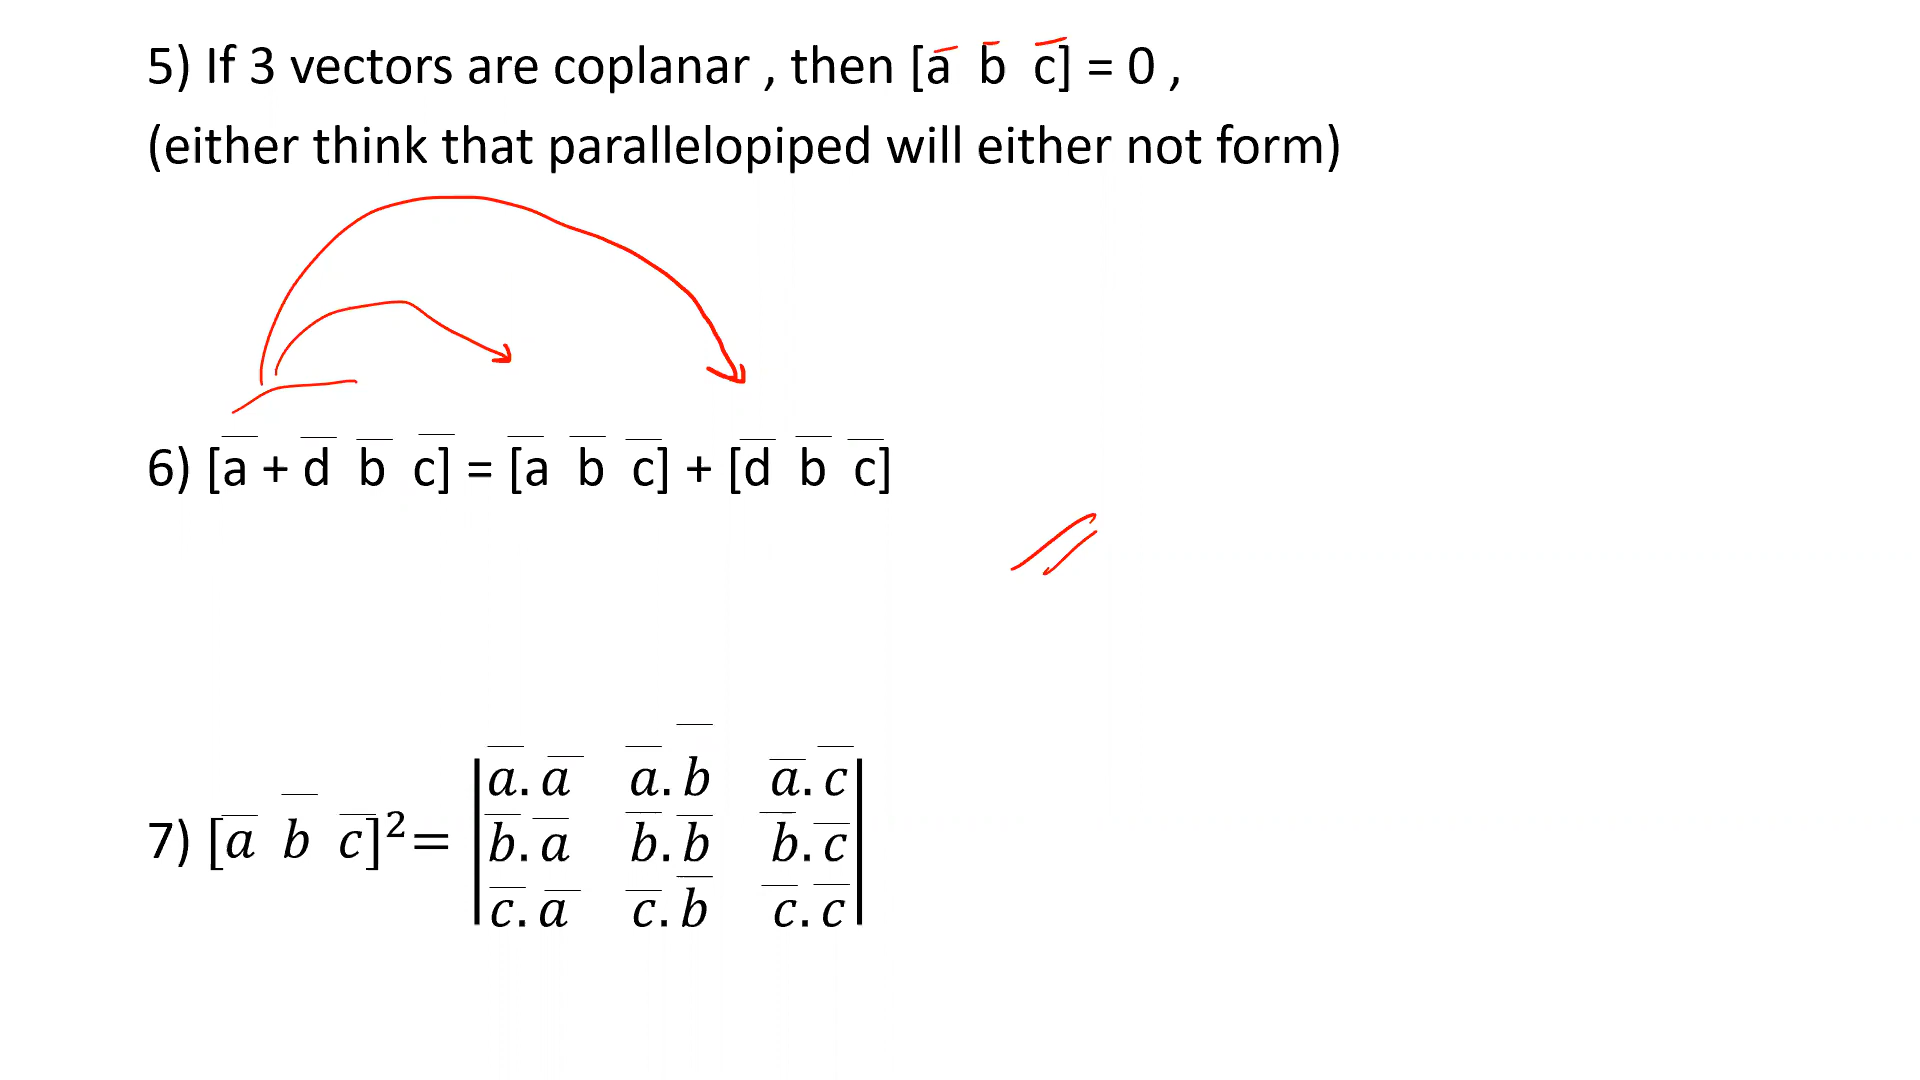 5) If 3 vectors are coplanar , then [a̅ b̅ c̅] = 0 ,
(either think that parallelopiped will either not form)
6) [a̅ + d̅ b̅ c̅] = [a̅ b̅ c̅] + [d̅ b̅ c̅]
7) [a̅ b̅ c̅]² = | a̅.a̅ a̅.b̅ a̅.c̅ |
| b̅.a̅ b̅.b̅ b̅.c̅ |
| c̅.a̅ c̅.b̅ c̅.c̅ |